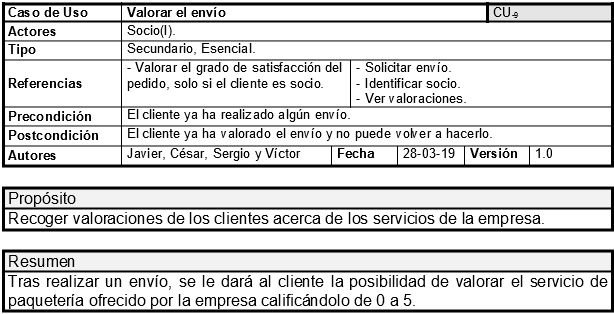 Caso de Uso Valorar el envío CU
Actores Socio(I).
Tipo Secundario, Esencial.
Referencias - Valorar el grado de satisfacción del pedido, solo si el cliente es socio. - Solicitar envío.
- Identificar socio.
- Ver valoraciones.
Precondición El cliente ya ha realizado algún envío.
Postcondición El cliente ya ha valorado el envío y no puede volver a hacerlo.
Autores Javier, César, Sergio y Víctor Fecha 28-03-19 Versión 1.0
Propósito
Recoger valoraciones de los clientes acerca de los servicios de la empresa.
Resumen
Tras realizar un envío, se le dará al cliente la posibilidad de valorar el servicio de
paquetería ofrecido por la empresa calificándolo de 0 a 5.